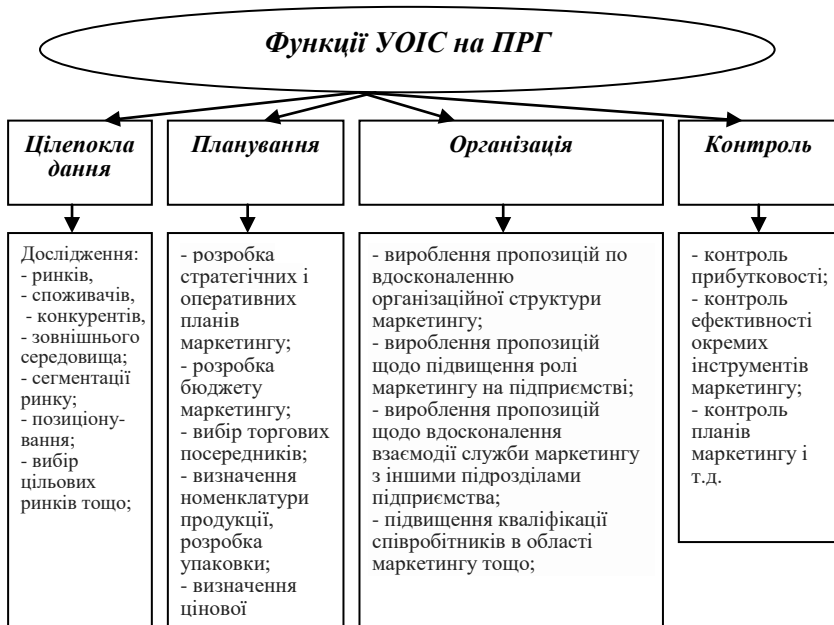 Функції УОІС на ПРГ
Цілепокла
дання
Планування
Організація
Контроль
Дослідження:
- ринків,
- споживачів,
- конкурентів,
- зовнішнього
середовища;
- сегментації
ринку;
- позиціону-
вання;
- вибір
цільових
ринків тощо;
- розробка
стратегічних і
оперативних
планів
маркетингу;
- розробка
бюджету
маркетингу;
- вибір торгових
посередників;
- визначення
номенклатури
продукції,
розробка
упаковки;
- визначення
цінової
- вироблення пропозицій по
вдосконаленню
організаційної структури
маркетингу;
- вироблення пропозицій
щодо підвищення ролі
маркетингу на підприємстві;
- вироблення пропозицій
щодо вдосконалення
взаємодії служби маркетингу
з іншими підрозділами
підприємства;
- підвищення кваліфікації
співробітників в області
маркетингу тощо;
- контроль
прибутковості;
- контроль
ефективності
окремих
інструментів
маркетингу;
- контроль
планів
маркетингу і
т.д.